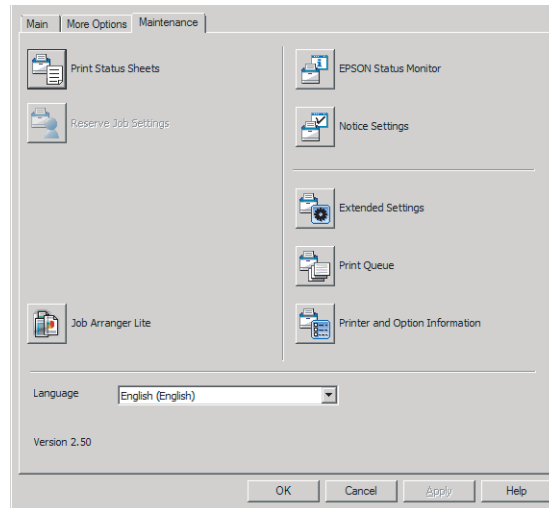 Main More Options Maintenance
Print Status Sheets
EPSON Status Monitor
Reserve Job Settings
Notice Settings
Extended Settings
Print Queue
Job Arranger Lite
Printer and Option Information
Language English (English)
Version 2.50
OK Cancel Apply Help